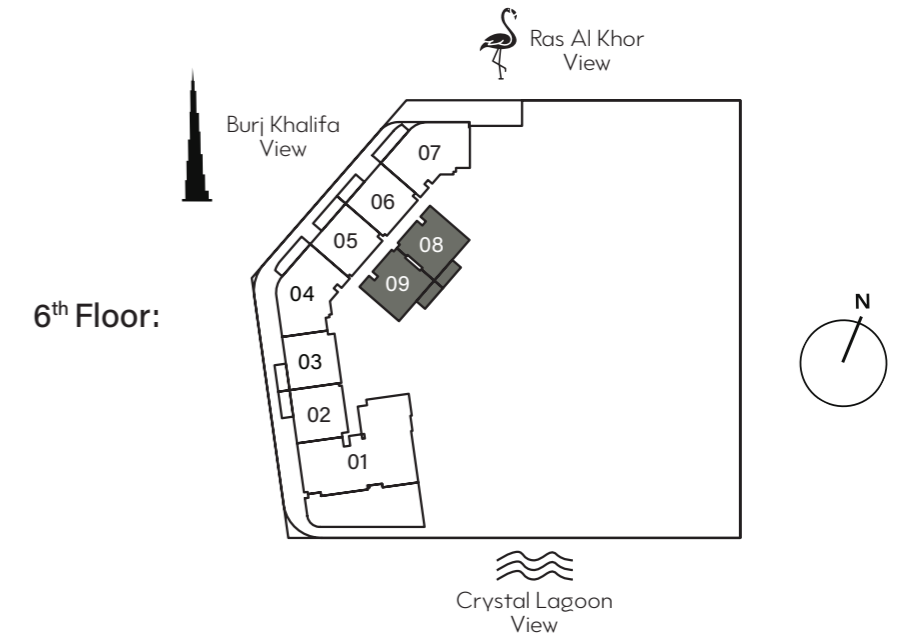 Ras Al Khor
View
Burj Khalifa
View
07
06
05
08
09
04
6th Floor:
N
03
02
01
Crystal Lagoon
View